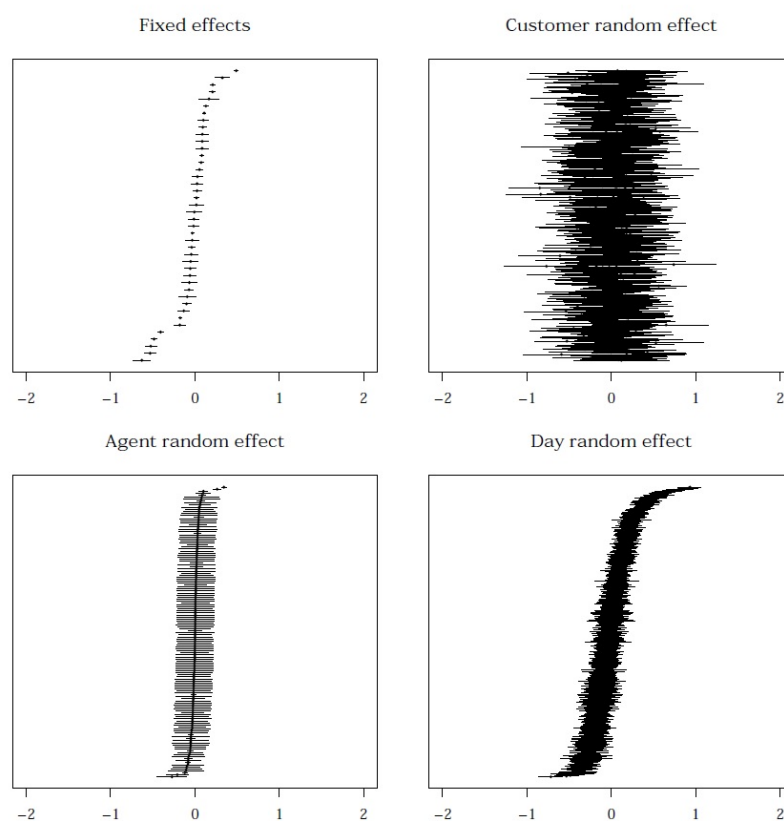 Fixed effects
Customer random effect
−2 −1 0 1 2
−2 −1 0 1 2
Agent random effect
Day random effect
−2 −1 0 1 2
−2 −1 0 1 2